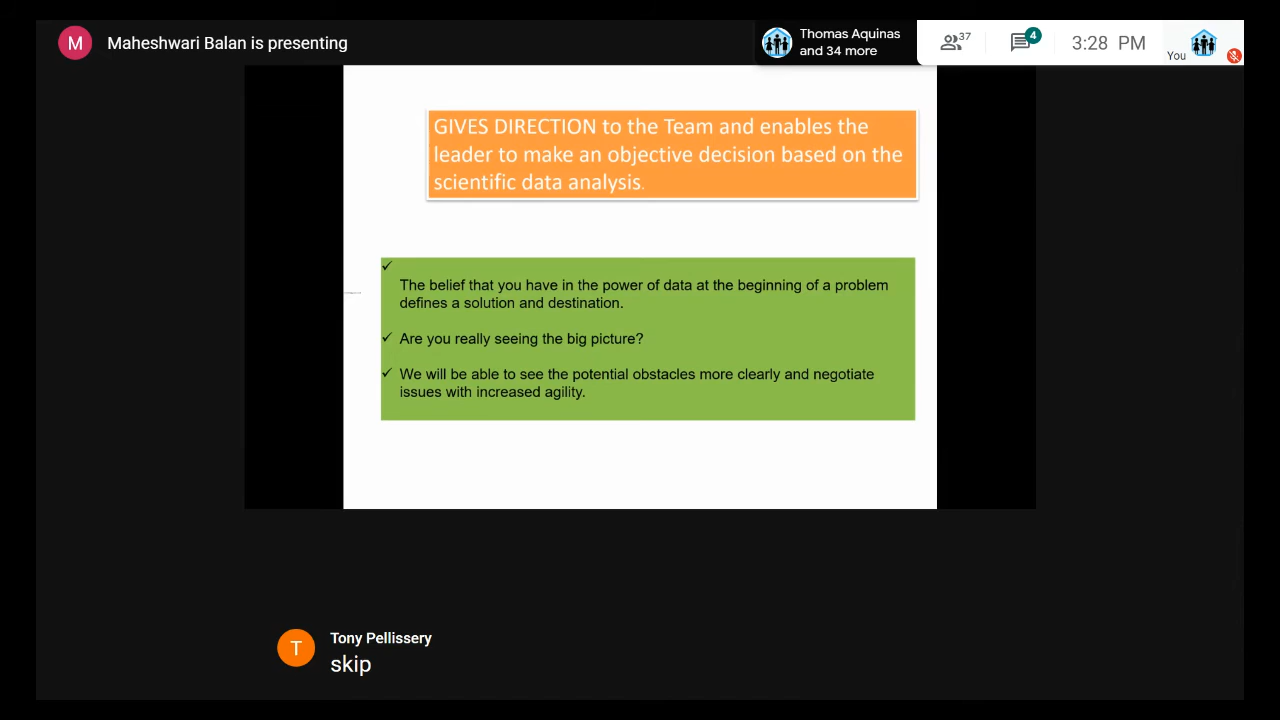 M
Maheshwari Balan is presenting
Thomas Aquinas
and 34 more
37
4
3:28 PM
You
GIVES DIRECTION to the Team and enables the
leader to make an objective decision based on the
scientific data analysis.
✓
The belief that you have in the power of data at the beginning of a problem
defines a solution and destination.
✓ Are you really seeing the big picture?
✓ We will be able to see the potential obstacles more clearly and negotiate
issues with increased agility.
T
Tony Pellissery
skip